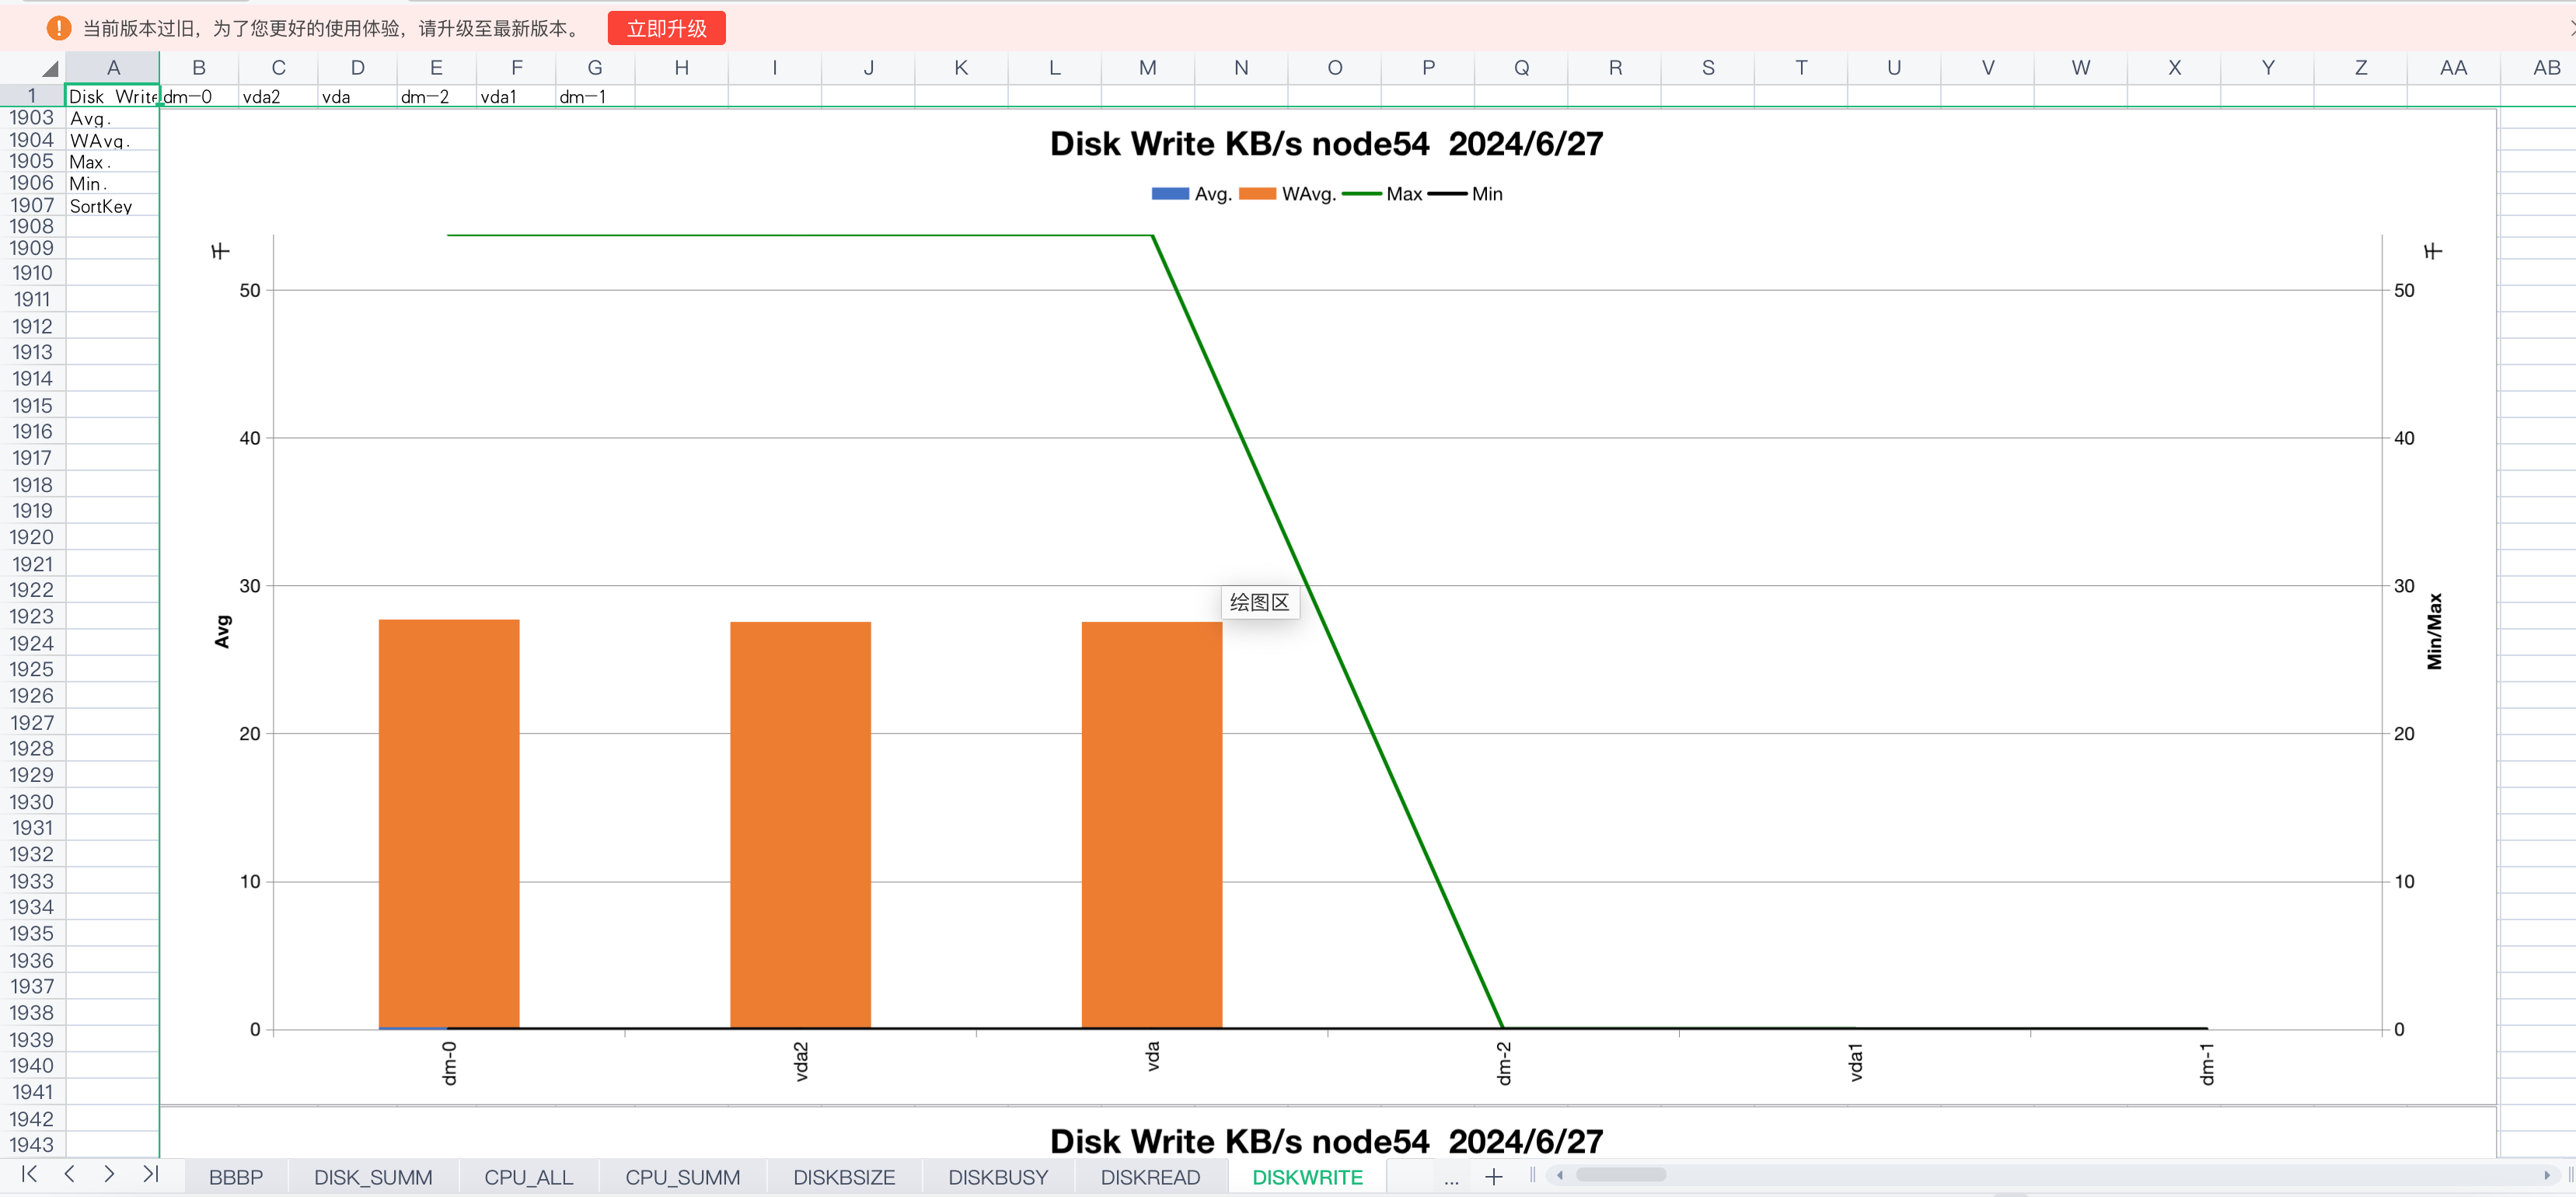 当前版本过旧，为了您更好的使用体验，请升级至最新版本。 立即升级
A B C D E F G H I J K L M N O P Q R S T U V W X Y Z AA AB
1 Disk Write dm-0 vda2 vda dm-2 vda1 dm-1
1903 Avg.
1904 WAvg.
1905 Max.
1906 Min.
1907 SortKey
1908
1909
1910
1911
1912
1913
1914
1915
1916
1917
1918
1919
1920
1921
1922
1923
1924
1925
1926
1927
1928
1929
1930
1931
1932
1933
1934
1935
1936
1937
1938
1939
1940
1941
1942
1943
Disk Write KB/s node54 2024/6/27
Avg. WAvg. Max Min
千 千
50 50
40 40
30 30
绘图区
Avg Min/Max
20 20
10 10
0 0
dm-0 vda2 vda dm-2 vda1 dm-1
Disk Write KB/s node54 2024/6/27
BBBP DISK_SUMM CPU_ALL CPU_SUMM DISKBSIZE DISKBUSY DISKREAD DISKWRITE ... +